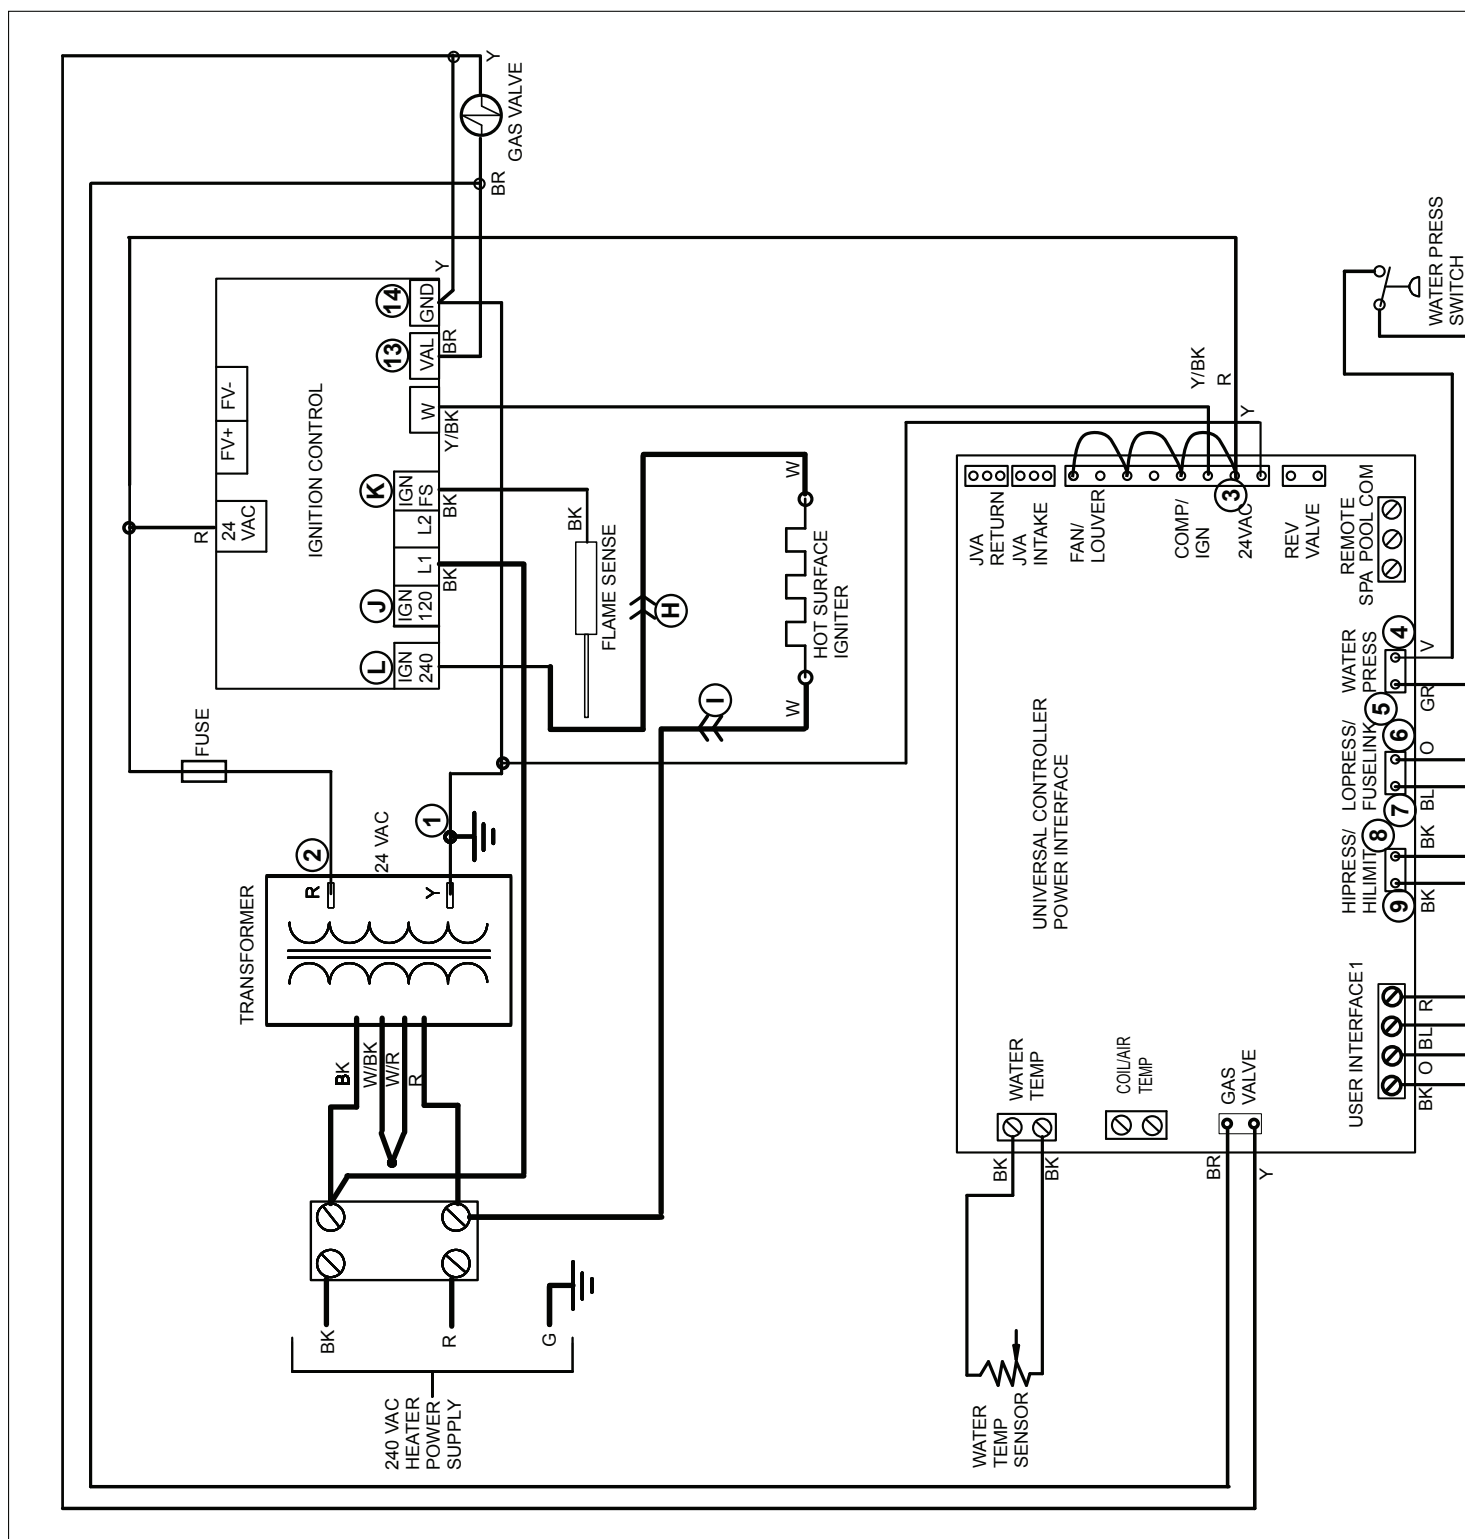 240 VAC
HEATER
POWER
SUPPLY
BK
R
G
TRANSFORMER
BK
W/BK
W/R
R
R
Y
24 VAC
2
1
FUSE
IGNITION CONTROL
R
24
VAC
FV+
FV-
L
IGN
240
J
IGN
120
L1
BK
L2
K
IGN
FS
BK
W
Y/BK
13
VAL
BR
14
GND
Y
BR
Y
GAS VALVE
BK
FLAME SENSE
H
I
W
W
HOT SURFACE
IGNITER
WATER
TEMP
SENSOR
BK
BK
WATER
TEMP
COIL/AIR
TEMP
BR
Y
GAS
VALVE
UNIVERSAL CONTROLLER
POWER INTERFACE
JVA
RETURN
JVA
INTAKE
FAN/
LOUVER
COMP/
IGN
24VAC
3
REV
VALVE
Y/BK
R
Y
REMOTE
SPA POOL COM
USER INTERFACE1
BK
O
BL
R
HIPRESS/
HILIMIT
9
8
BK
BK
LOPRESS/
FUSELINK
7
6
BL
O
WATER
PRESS
5
4
GR
V
WATER PRESS
SWITCH